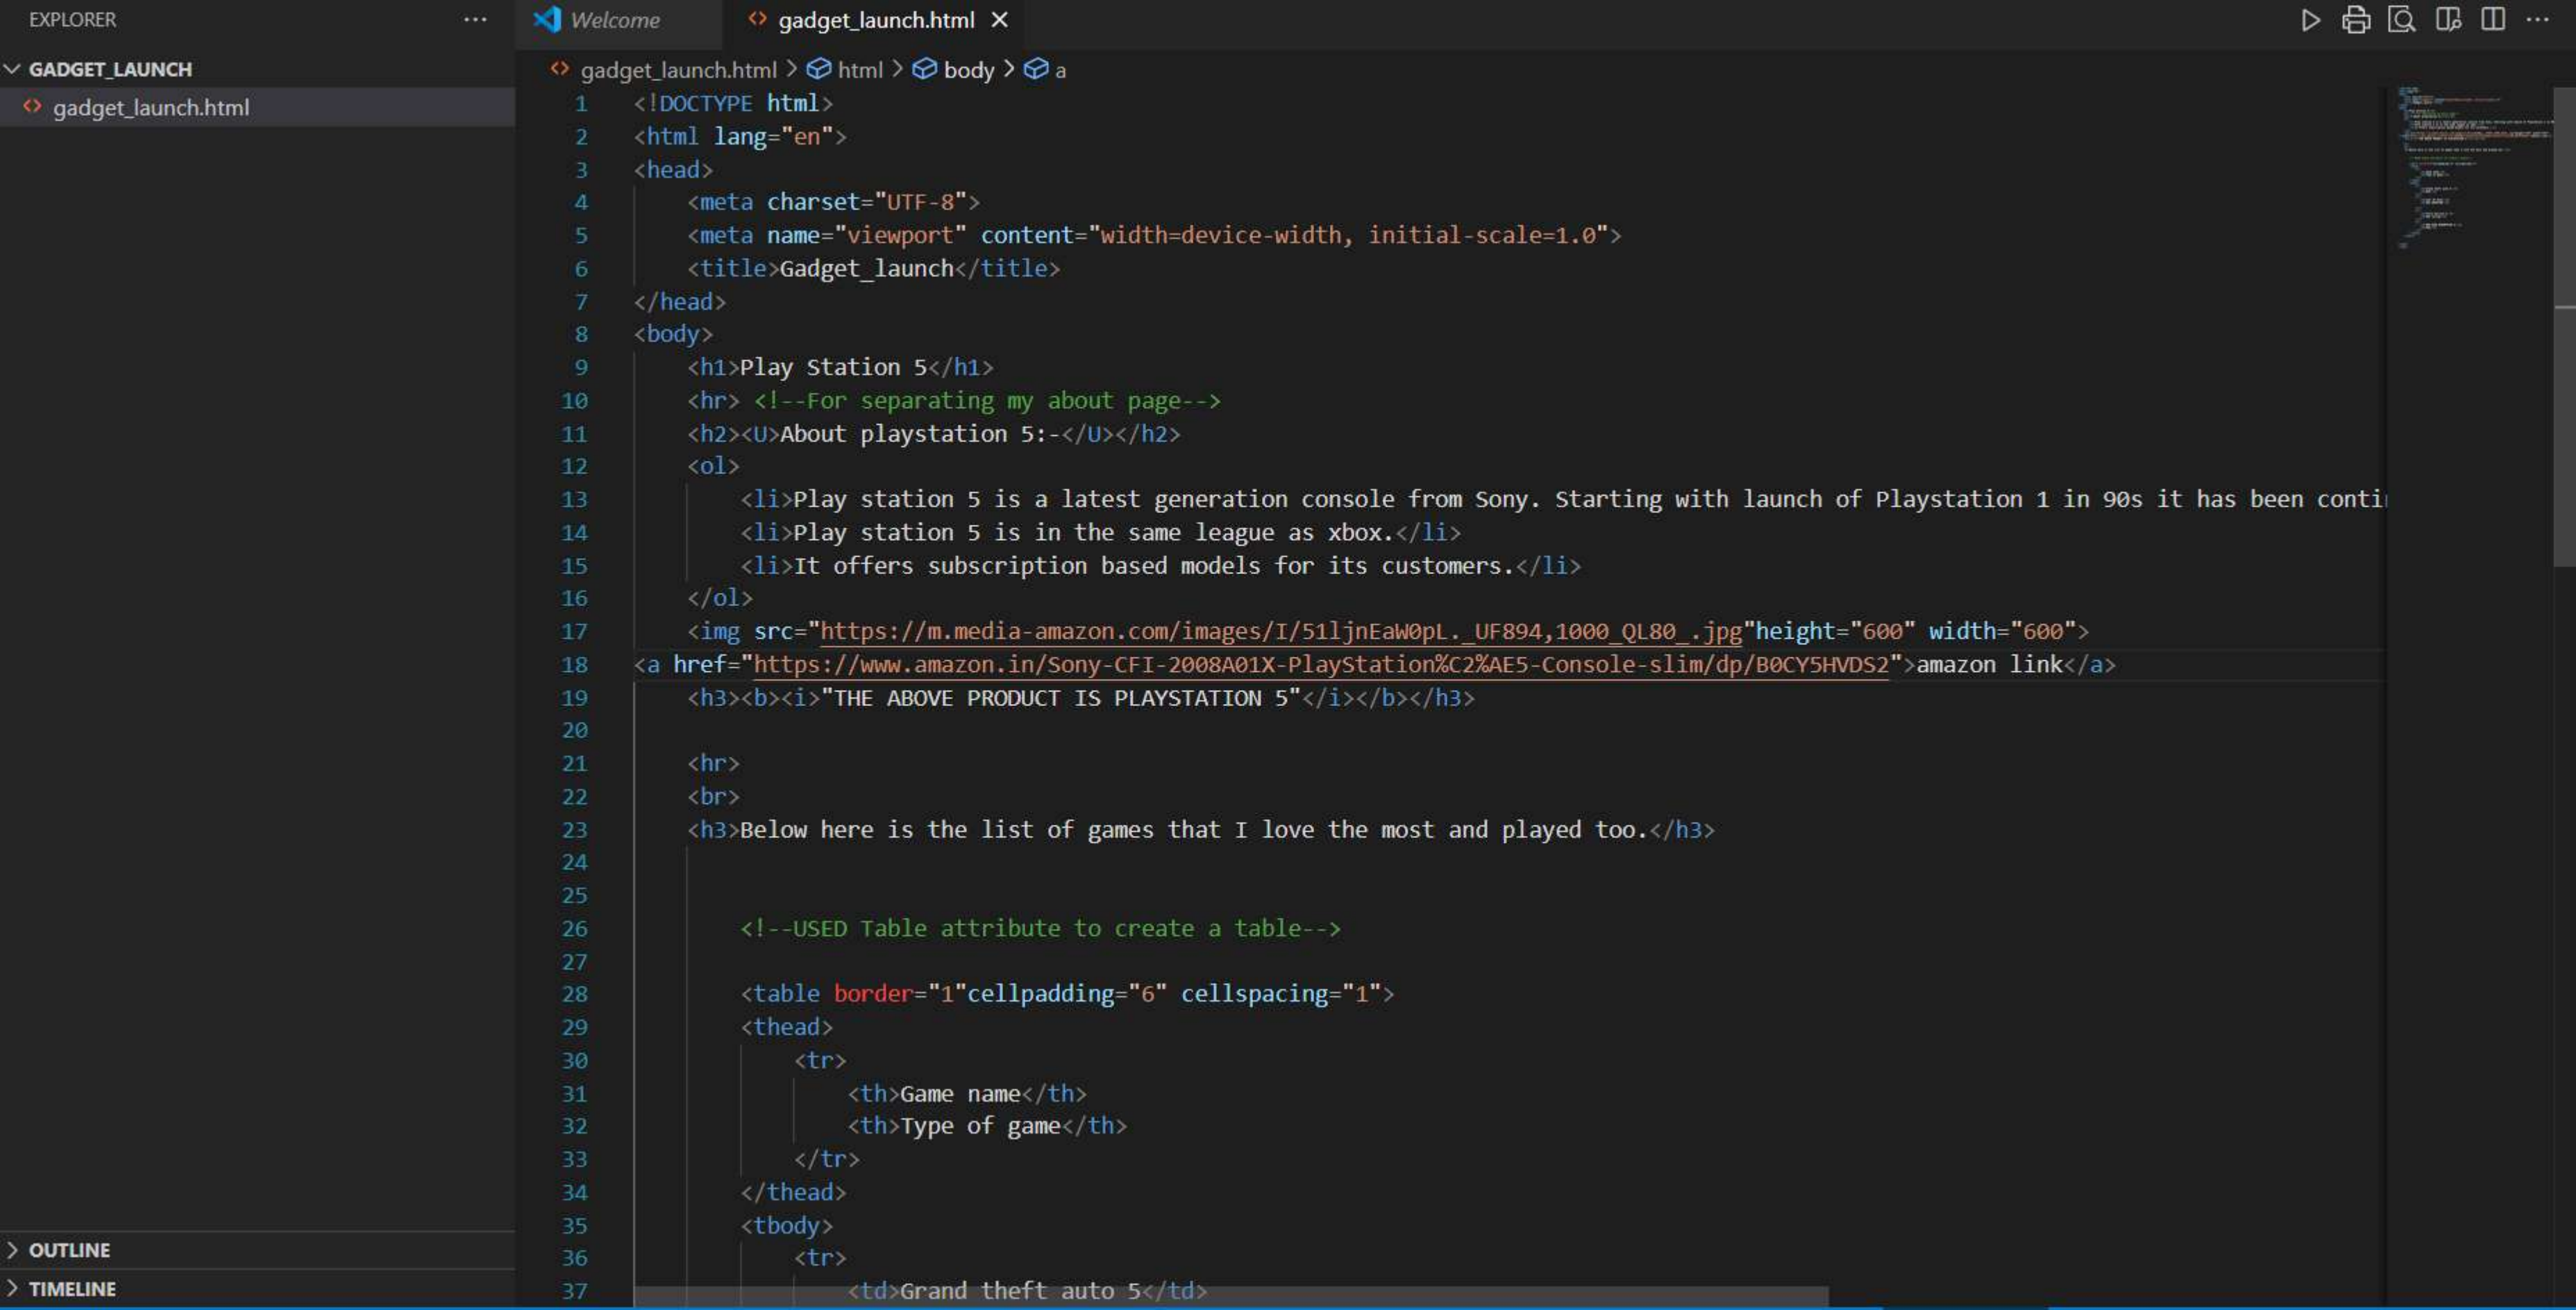 EXPLORER
GADGET_LAUNCH
gadget_launch.html
OUTLINE
TIMELINE
Welcome
gadget_launch.html
gadget_launch.html > html > body > a
1 <!DOCTYPE html>
2 <html lang="en">
3 <head>
4 <meta charset="UTF-8">
5 <meta name="viewport" content="width=device-width, initial-scale=1.0">
6 <title>Gadget_launch</title>
7 </head>
8 <body>
9 <h1>Play Station 5</h1>
10 <hr> <!--For separating my about page-->
11 <h2><U>About playstation 5:-</U></h2>
12 <ol>
13 <li>Play station 5 is a latest generation console from Sony. Starting with launch of Playstation 1 in 90s it has been conti
14 <li>Play station 5 is in the same league as xbox.</li>
15 <li>It offers subscription based models for its customers.</li>
16 </ol>
17 <img src="https://m.media-amazon.com/images/I/51ljnEaW0pL._UF894,1000_QL80_.jpg"height="600" width="600">
18 <a href="https://www.amazon.in/Sony-CFI-2008A01X-PlayStation%C2%AE5-Console-slim/dp/B0CY5HVDS2">amazon link</a>
19 <h3><b><i>"THE ABOVE PRODUCT IS PLAYSTATION 5"</i></b></h3>
20
21 <hr>
22 <br>
23 <h3>Below here is the list of games that I love the most and played too.</h3>
24
25
26 <!--USED Table attribute to create a table-->
27
28 <table border="1"cellpadding="6" cellspacing="1">
29 <thead>
30 <tr>
31 <th>Game name</th>
32 <th>Type of game</th>
33 </tr>
34 </thead>
35 <tbody>
36 <tr>
37 <td>Grand theft auto 5</td>